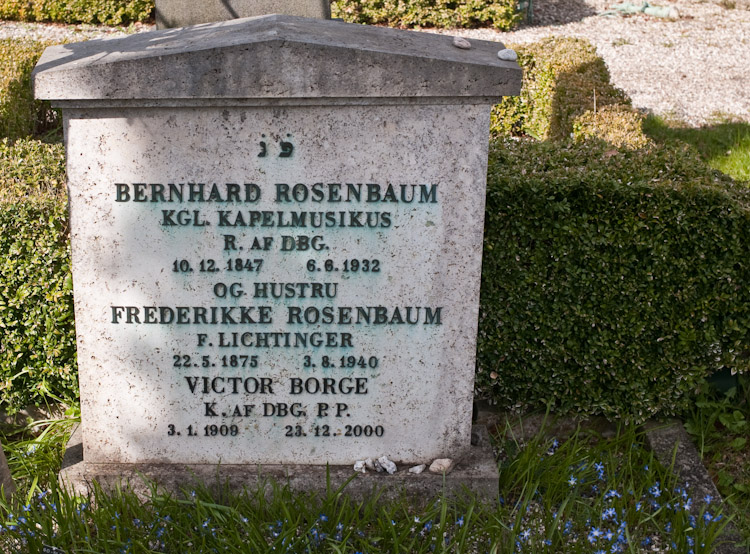 פ נ
BERNHARD ROSENBAUM
KGL. KAPELMUSIKUS
R. AF DBG.
10. 12. 1847 6. 6. 1932
OG HUSTRU
FREDERIKKE ROSENBAUM
F. LICHTINGER
22. 5. 1875 3. 8. 1940
VICTOR BORGE
K. AF DBG. P. P.
3. 1. 1909 23. 12. 2000